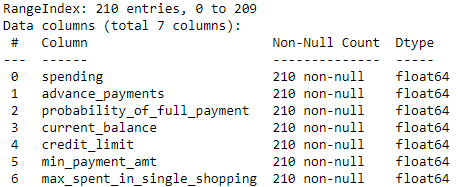 RangeIndex: 210 entries, 0 to 209
Data columns (total 7 columns):
 #   Column                        Non-Null Count  Dtype
---  ------                        --------------  -----
 0   spending                      210 non-null    float64
 1   advance_payments              210 non-null    float64
 2   probability_of_full_payment   210 non-null    float64
 3   current_balance               210 non-null    float64
 4   credit_limit                  210 non-null    float64
 5   min_payment_amt               210 non-null    float64
 6   max_spent_in_single_shopping  210 non-null    float64